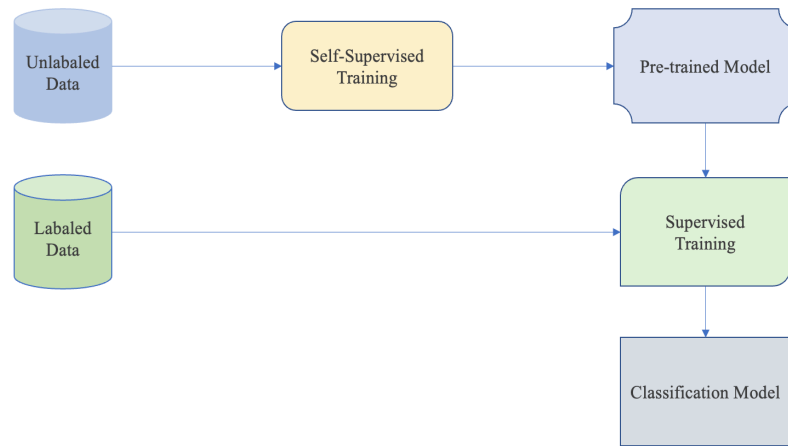 Unlabaled
Data
Self-Supervised
Training
Pre-trained Model
Labaled
Data
Supervised
Training
Classification Model